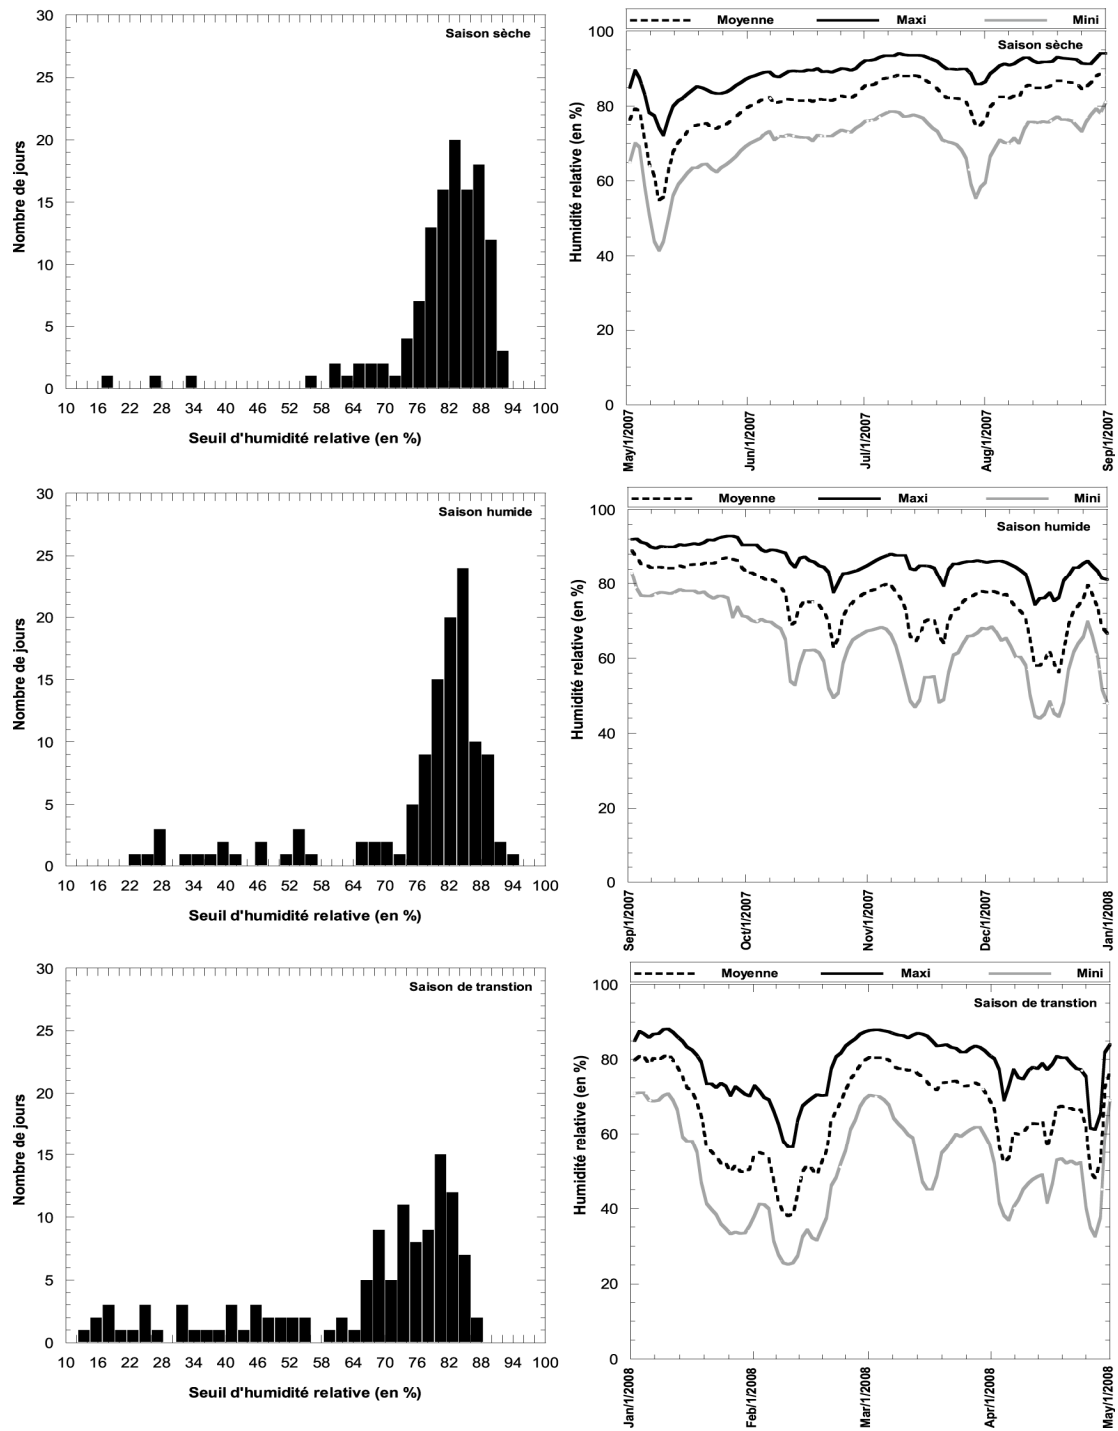 30
25
20
15
10
5
0
Nombre de jours
Saison sèche
10 16 22 28 34 40 46 52 58 64 70 76 82 88 94 100
Seuil d'humidité relative (en %)
Moyenne Maxi Mini
Saison sèche
100
80
60
40
20
0
Humidité relative (en %)
May/1/2007
Jun/1/2007
Jul/1/2007
Aug/1/2007
Sep/1/2007
30
25
20
15
10
5
0
Nombre de jours
Saison humide
10 16 22 28 34 40 46 52 58 64 70 76 82 88 94 100
Seuil d'humidité relative (en %)
Moyenne Maxi Mini
Saison humide
100
80
60
40
20
0
Humidité relative (en %)
Sep/1/2007
Oct/1/2007
Nov/1/2007
Dec/1/2007
Jan/1/2008
30
25
20
15
10
5
0
Nombre de jours
Saison de transtion
10 16 22 28 34 40 46 52 58 64 70 76 82 88 94 100
Seuil d'humidité relative (en %)
Moyenne Maxi Mini
Saison de transtion
100
80
60
40
20
0
Humidité relative (en %)
Jan/1/2008
Feb/1/2008
Mar/1/2008
Apr/1/2008
May/1/2008